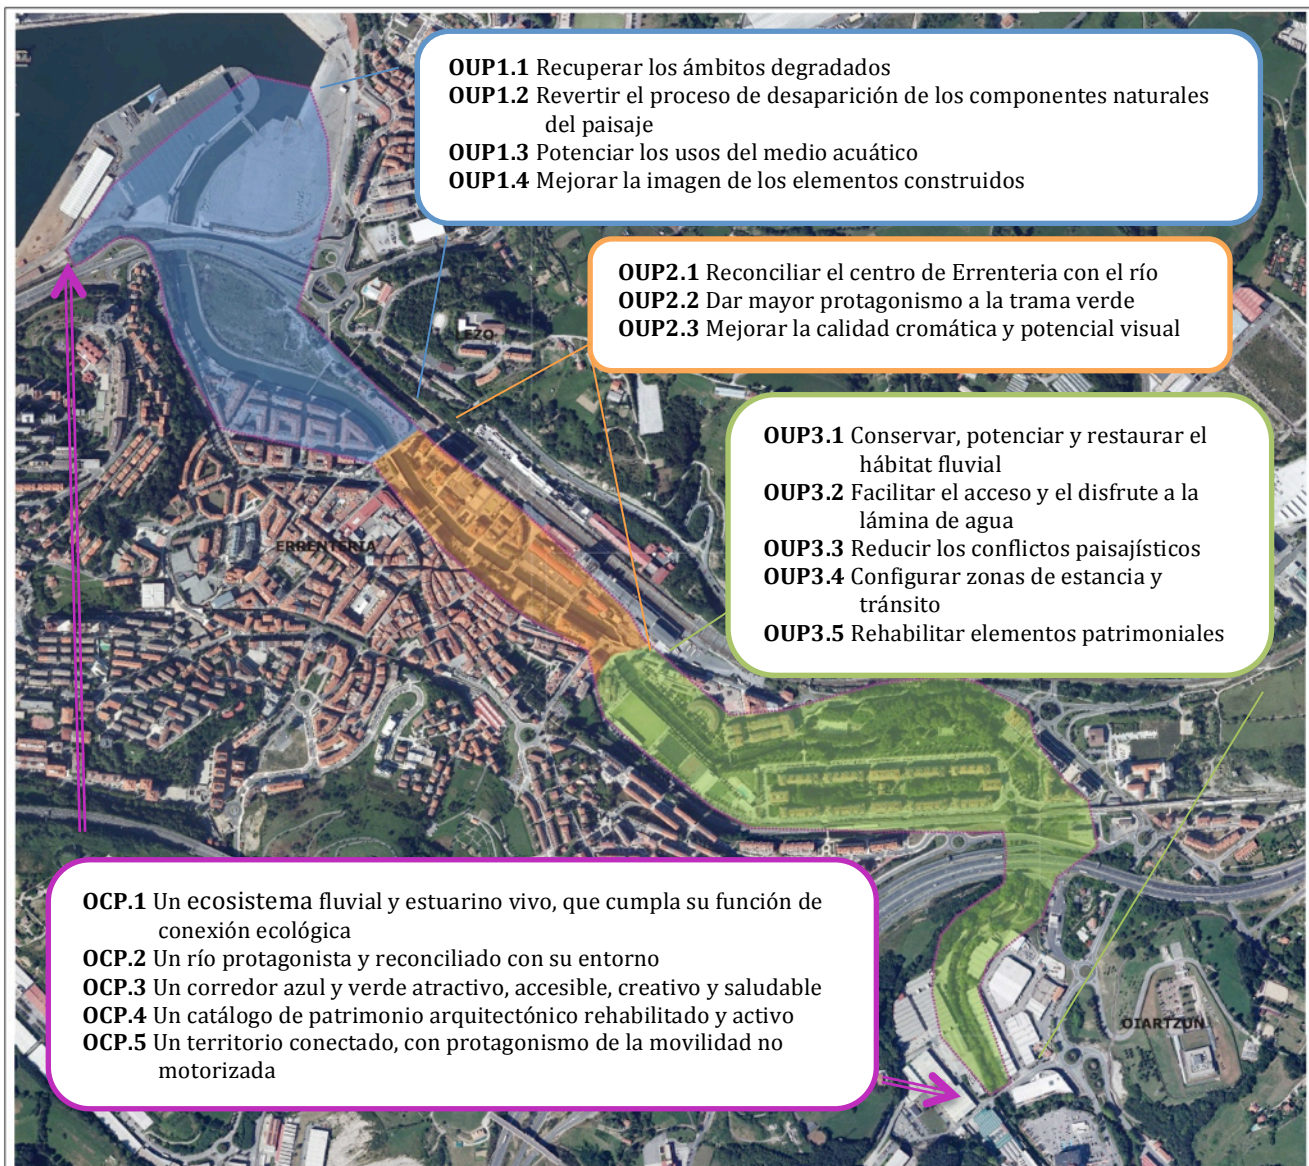 OUP1.1 Recuperar los ámbitos degradados
OUP1.2 Revertir el proceso de desaparición de los componentes naturales
del paisaje
OUP1.3 Potenciar los usos del medio acuático
OUP1.4 Mejorar la imagen de los elementos construidos
OUP2.1 Reconciliar el centro de Errenteria con el río
OUP2.2 Dar mayor protagonismo a la trama verde
OUP2.3 Mejorar la calidad cromática y potencial visual
OUP3.1 Conservar, potenciar y restaurar el
hábitat fluvial
OUP3.2 Facilitar el acceso y el disfrute a la
lámina de agua
OUP3.3 Reducir los conflictos paisajísticos
OUP3.4 Configurar zonas de estancia y
tránsito
OUP3.5 Rehabilitar elementos patrimoniales
ERRENTERIA
OCP.1 Un ecosistema fluvial y estuarino vivo, que cumpla su función de
conexión ecológica
OCP.2 Un río protagonista y reconciliado con su entorno
OCP.3 Un corredor azul y verde atractivo, accesible, creativo y saludable
OCP.4 Un catálogo de patrimonio arquitectónico rehabilitado y activo
OCP.5 Un territorio conectado, con protagonismo de la movilidad no
motorizada
OIARTZUN